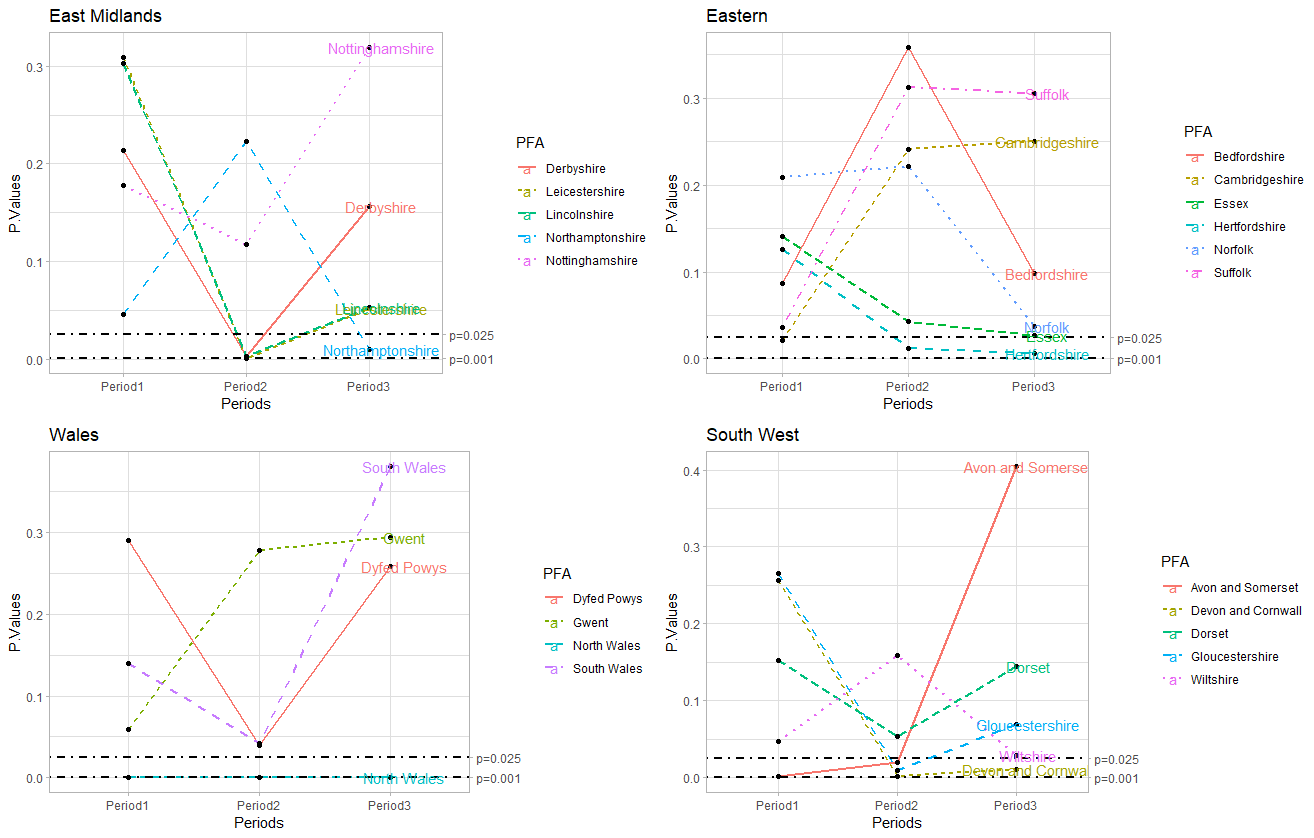 East Midlands
P.Values
0.3
0.2
0.1
0.0
Nottinghamshire
Derbyshire
Lincolnshire
Leicestershire
Northamptonshire
p=0.025
p=0.001
Period1
Period2
Period3
Periods
PFA
a Derbyshire
a Leicestershire
a Lincolnshire
a Northamptonshire
a Nottinghamshire
Eastern
P.Values
0.3
0.2
0.1
0.0
Suffolk
Cambridgeshire
Bedfordshire
Norfolk
Essex
Hertfordshire
p=0.025
p=0.001
Period1
Period2
Period3
Periods
PFA
a Bedfordshire
a Cambridgeshire
a Essex
a Hertfordshire
a Norfolk
a Suffolk
Wales
P.Values
0.3
0.2
0.1
0.0
South Wales
Gwent
Dyfed Powys
North Wales
p=0.025
p=0.001
Period1
Period2
Period3
Periods
PFA
a Dyfed Powys
a Gwent
a North Wales
a South Wales
South West
P.Values
0.4
0.3
0.2
0.1
0.0
Avon and Somerse
Dorset
Gloucestershire
Wiltshire
Devon and Cornwa
p=0.025
p=0.001
Period1
Period2
Period3
Periods
PFA
a Avon and Somerset
a Devon and Cornwall
a Dorset
a Gloucestershire
a Wiltshire